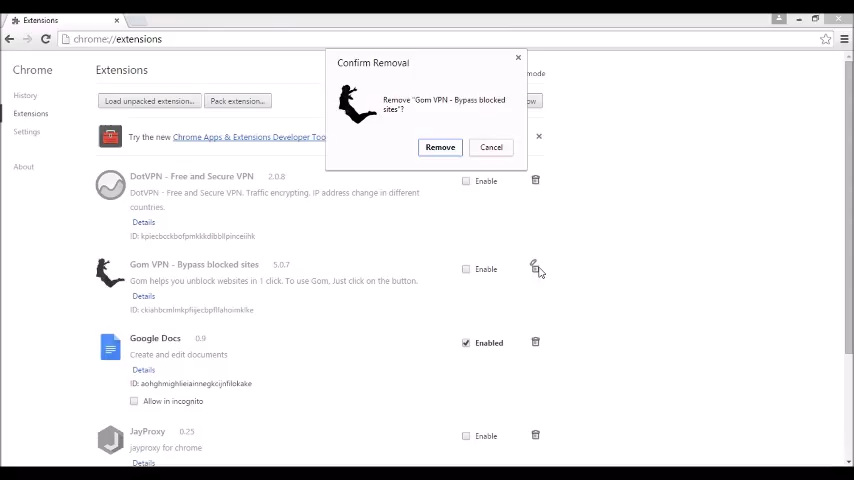 Extensions
chrome://extensions
Chrome
History
Extensions
Settings
About
Extensions
mode
Load unpacked extension...
Pack extension...
ow
Try the new Chrome Apps & Extensions Developer Too
Confirm Removal
Remove "Gom VPN - Bypass blocked
sites"?
Remove
Cancel
DotVPN - Free and Secure VPN 2.0.8
DotVPN - Free and Secure VPN. Traffic encrypting. IP address change in different
countries.
Details
Enable
Gom VPN - Bypass blocked sites 5.0.7
Gom helps you unblock websites in 1 click. To use Gom, Just click on the button.
Details
Enable
Google Docs 0.9
Create and edit documents
Details
ID: aohghmighlieiainnegkcijnfilokake
Allow in incognito
Enabled
JayProxy 0.25
jayproxy for chrome
Details
Enable